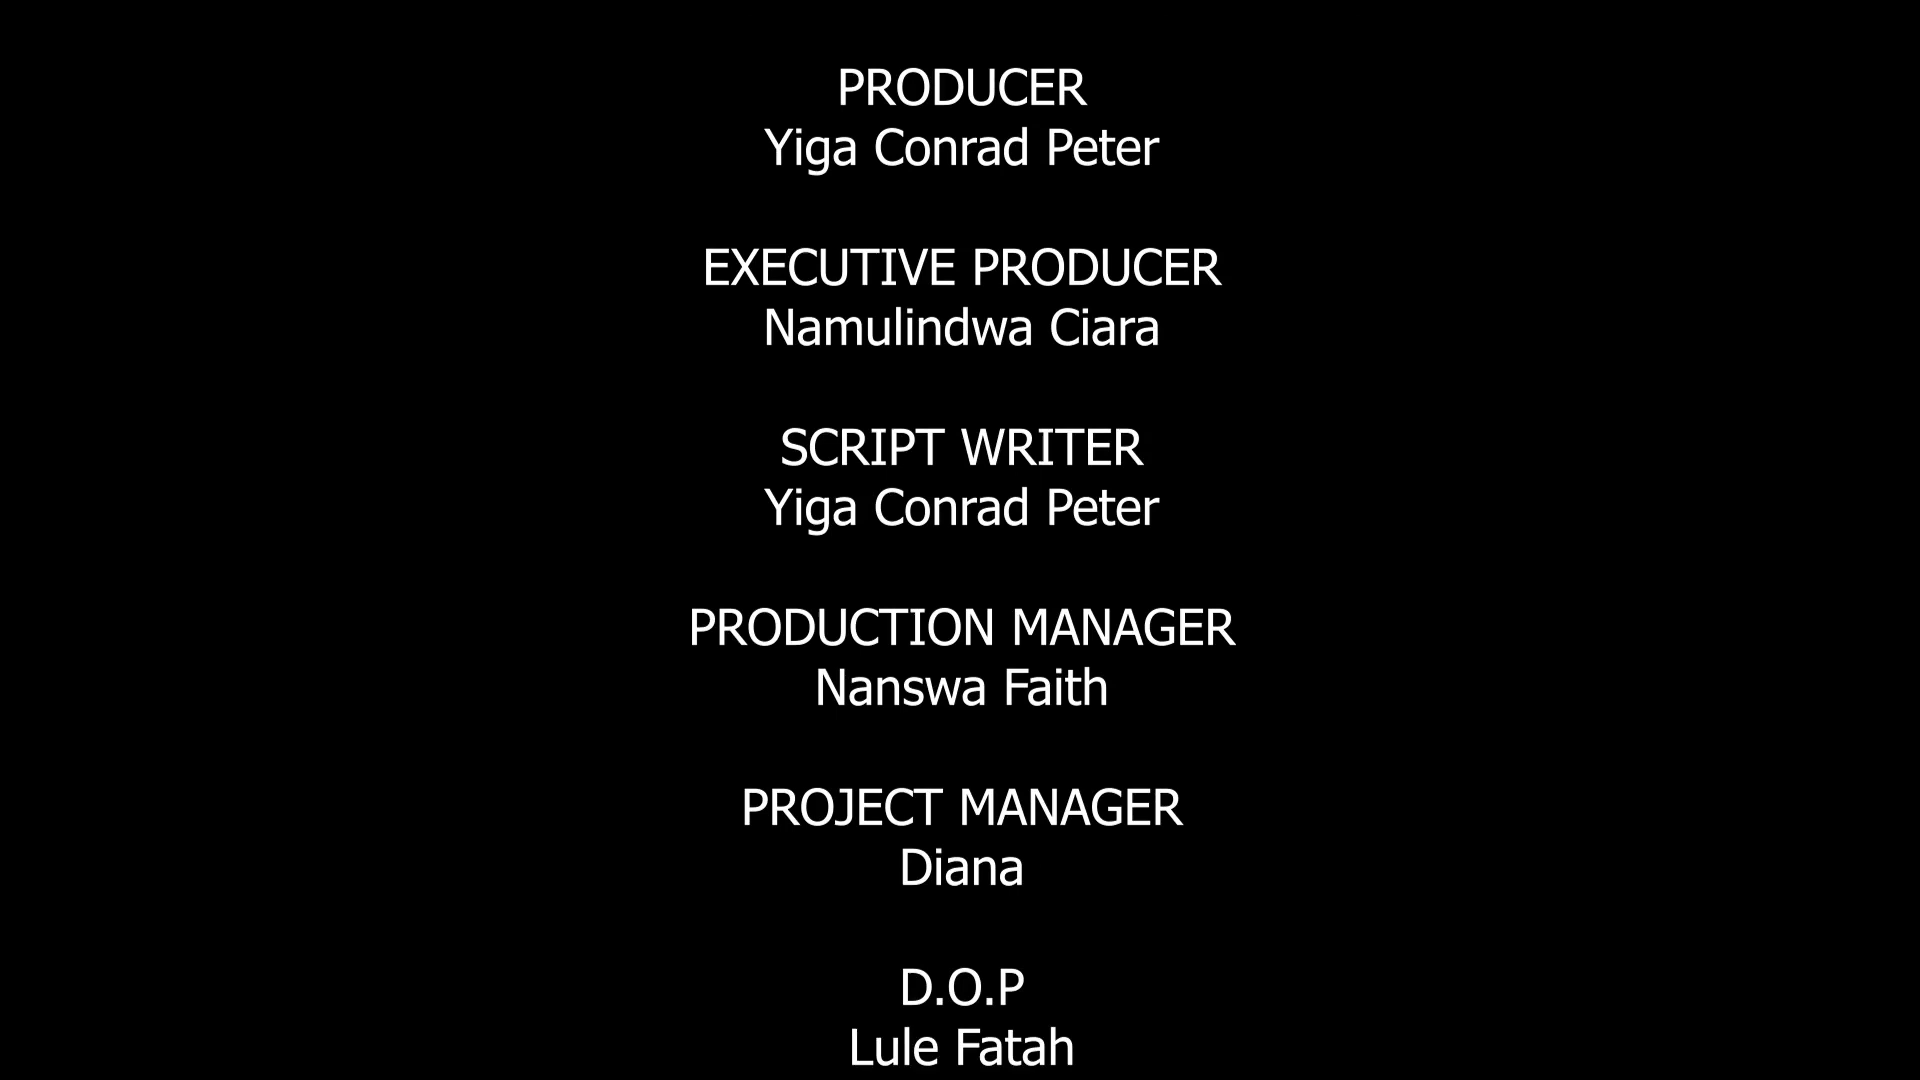 PRODUCER
Yiga Conrad Peter
EXECUTIVE PRODUCER
Namulindwa Ciara
SCRIPT WRITER
Yiga Conrad Peter
PRODUCTION MANAGER
Nanswa Faith
PROJECT MANAGER
Diana
D.O.P
Lule Fatah